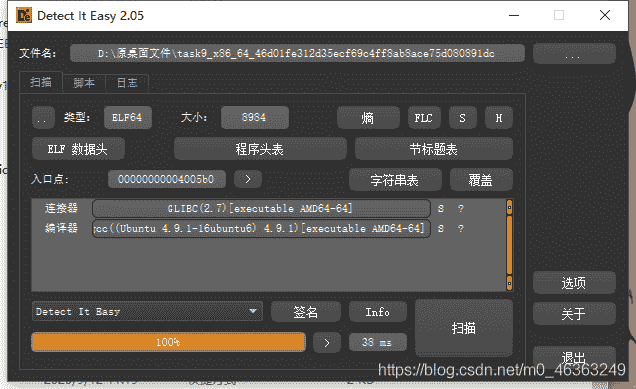 Detect It Easy 2.05
文件名: D:\原桌面文件\task9_x86_64_46d01fe312d35ecf69c4ff8ab8ace75d080891dc ...
扫描 脚本 日志
.. 类型: ELF64 大小: 8984 熵 FLC S H
ELF 数据头 程序头表 节标题表
入口点: 00000000004005b0 > 字符串表 覆盖
连接器 GLIBC(2.7)[executable AMD64-64] S ?
编译器 gcc((Ubuntu 4.9.1-16ubuntu6) 4.9.1)[executable AMD64-64] S ?
选项
Detect It Easy 签名 Info 扫描 关于
100% > 38 ms
退出
https://blog.csdn.net/m0_46363249